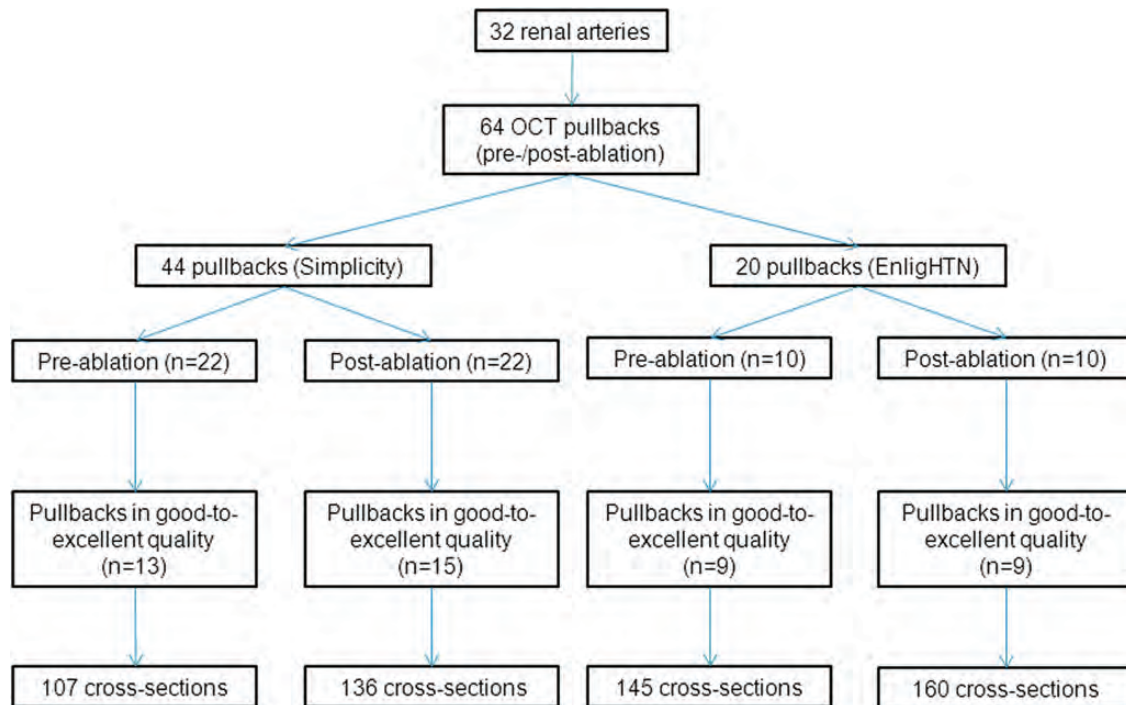 32 renal arteries
64 OCT pullbacks
(pre-/post-ablation)
44 pullbacks (Simplicity)
20 pullbacks (EnligHTN)
Pre-ablation (n=22)
Post-ablation (n=22)
Pre-ablation (n=10)
Post-ablation (n=10)
Pullbacks in good-to-
excellent quality
(n=13)
Pullbacks in good-to-
excellent quality
(n=15)
Pullbacks in good-to-
excellent quality
(n=9)
Pullbacks in good-to-
excellent quality
(n=9)
107 cross-sections
136 cross-sections
145 cross-sections
160 cross-sections